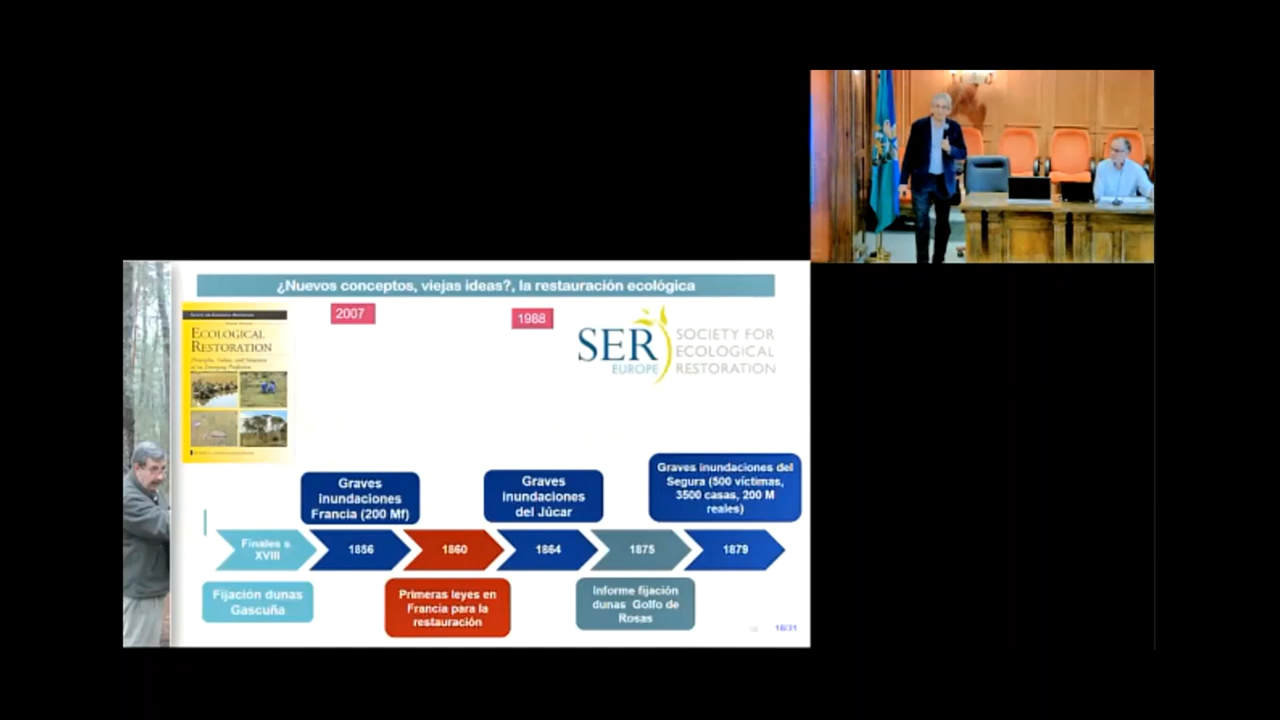 ¿Nuevos conceptos, viejas ideas?, la restauración ecológica
ECOLOGICAL
RESTORATION
2007
1988
SER
EUROPE
SOCIETY FOR
ECOLOGICAL
RESTORATION
Graves
inundaciones
Francia (200 Mf)
Graves
inundaciones
del Júcar
Graves inundaciones del
Segura (500 víctimas,
3500 casas, 200 M
reales)
Finales s.
XVIII
1856
1860
1864
1875
1879
Fijación dunas
Gascuña
Primeras leyes en
Francia para la
restauración
Informe fijación
dunas Golfo de
Rosas
18/31